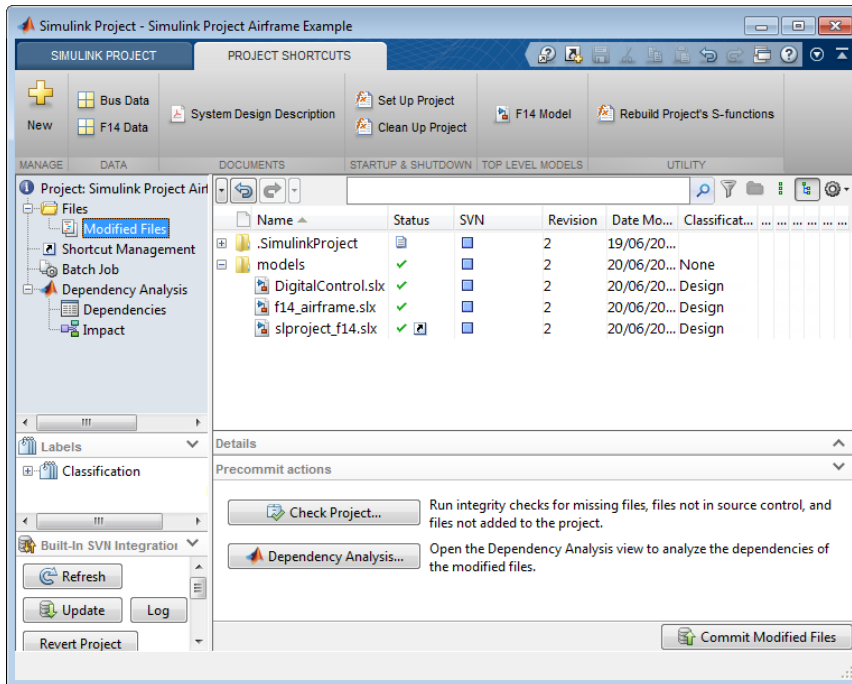 Simulink Project - Simulink Project Airframe Example
SIMULINK PROJECT PROJECT SHORTCUTS
New
Bus Data
F14 Data
System Design Description
Set Up Project
Clean Up Project
F14 Model
Rebuild Project's S-functions
MANAGE DATA DOCUMENTS STARTUP & SHUTDOWN TOP LEVEL MODELS UTILITY
Project: Simulink Project Airf
Files
Modified Files
Shortcut Management
Batch Job
Dependency Analysis
Dependencies
Impact
Name Status SVN Revision Date Mo... Classificat... ... ... ... ... ... ...
.SimulinkProject 2 19/06/20...
models 2 20/06/20... None
DigitalControl.slx 2 20/06/20... Design
f14_airframe.slx 2 20/06/20... Design
slproject_f14.slx 2 20/06/20... Design
Labels
Classification
Built-In SVN Integration
Refresh
Update Log
Revert Project
Details
Precommit actions
Check Project... Run integrity checks for missing files, files not in source control, and
files not added to the project.
Dependency Analysis... Open the Dependency Analysis view to analyze the dependencies of
the modified files.
Commit Modified Files